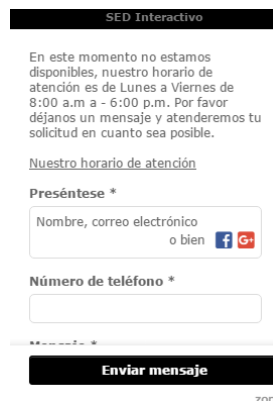 SED Interactivo
En este momento no estamos
disponibles, nuestro horario de
atención es de Lunes a Viernes de
8:00 a.m a - 6:00 p.m. Por favor
déjanos un mensaje y atenderemos tu
solicitud en cuanto sea posible.
Nuestro horario de atención
Preséntese *
Nombre, correo electrónico
o bien
Número de teléfono *
Mensaje *
Enviar mensaje